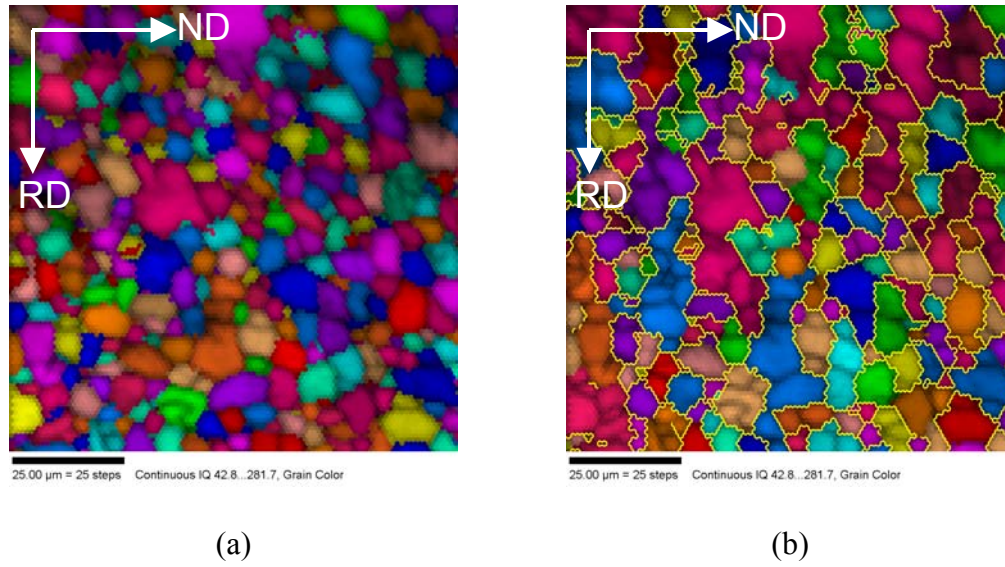 ND
RD
25.00 µm = 25 steps Continuous IQ 42.8...281.7, Grain Color
(a)
ND
RD
25.00 µm = 25 steps Continuous IQ 42.8...281.7, Grain Color
(b)